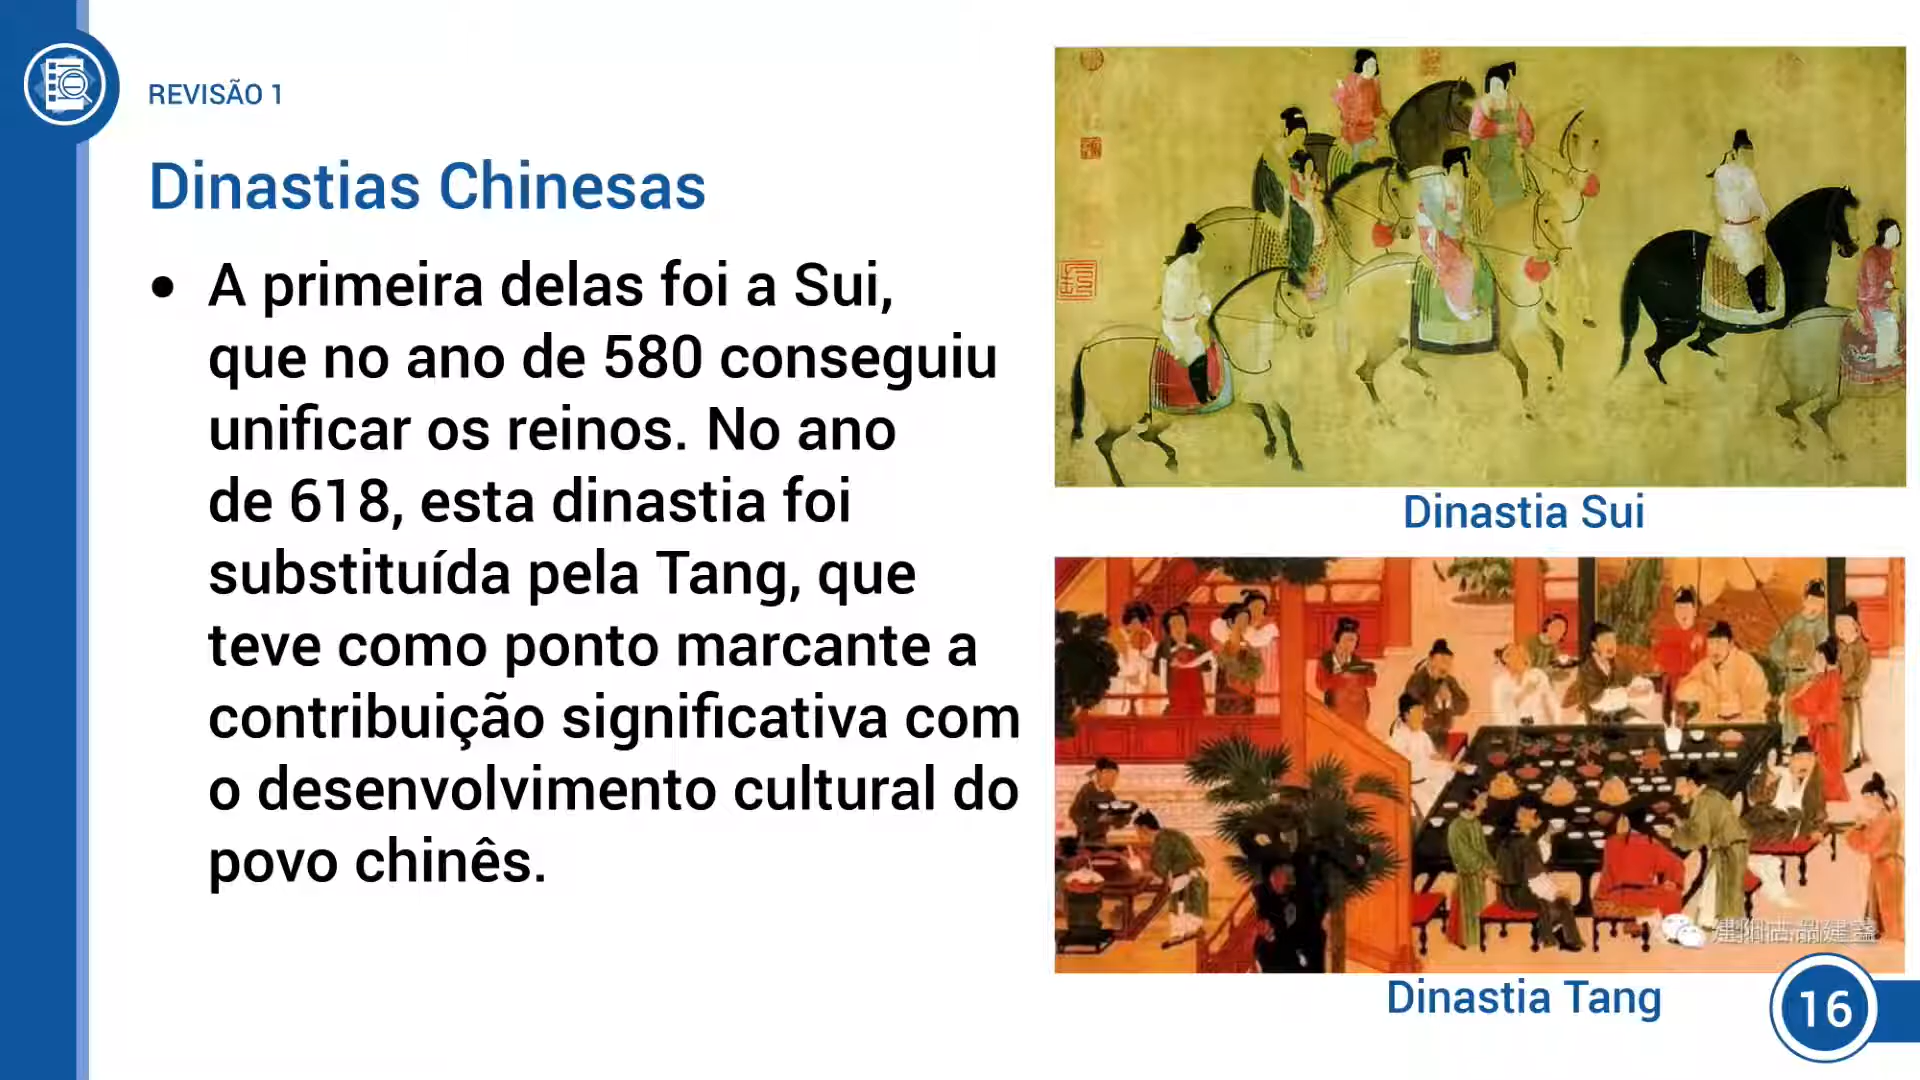 REVISÃO 1
Dinastias Chinesas
• A primeira delas foi a Sui,
que no ano de 580 conseguiu
unificar os reinos. No ano
de 618, esta dinastia foi
substituída pela Tang, que
teve como ponto marcante a
contribuição significativa com
o desenvolvimento cultural do
povo chinês.
Dinastia Sui
Dinastia Tang
16